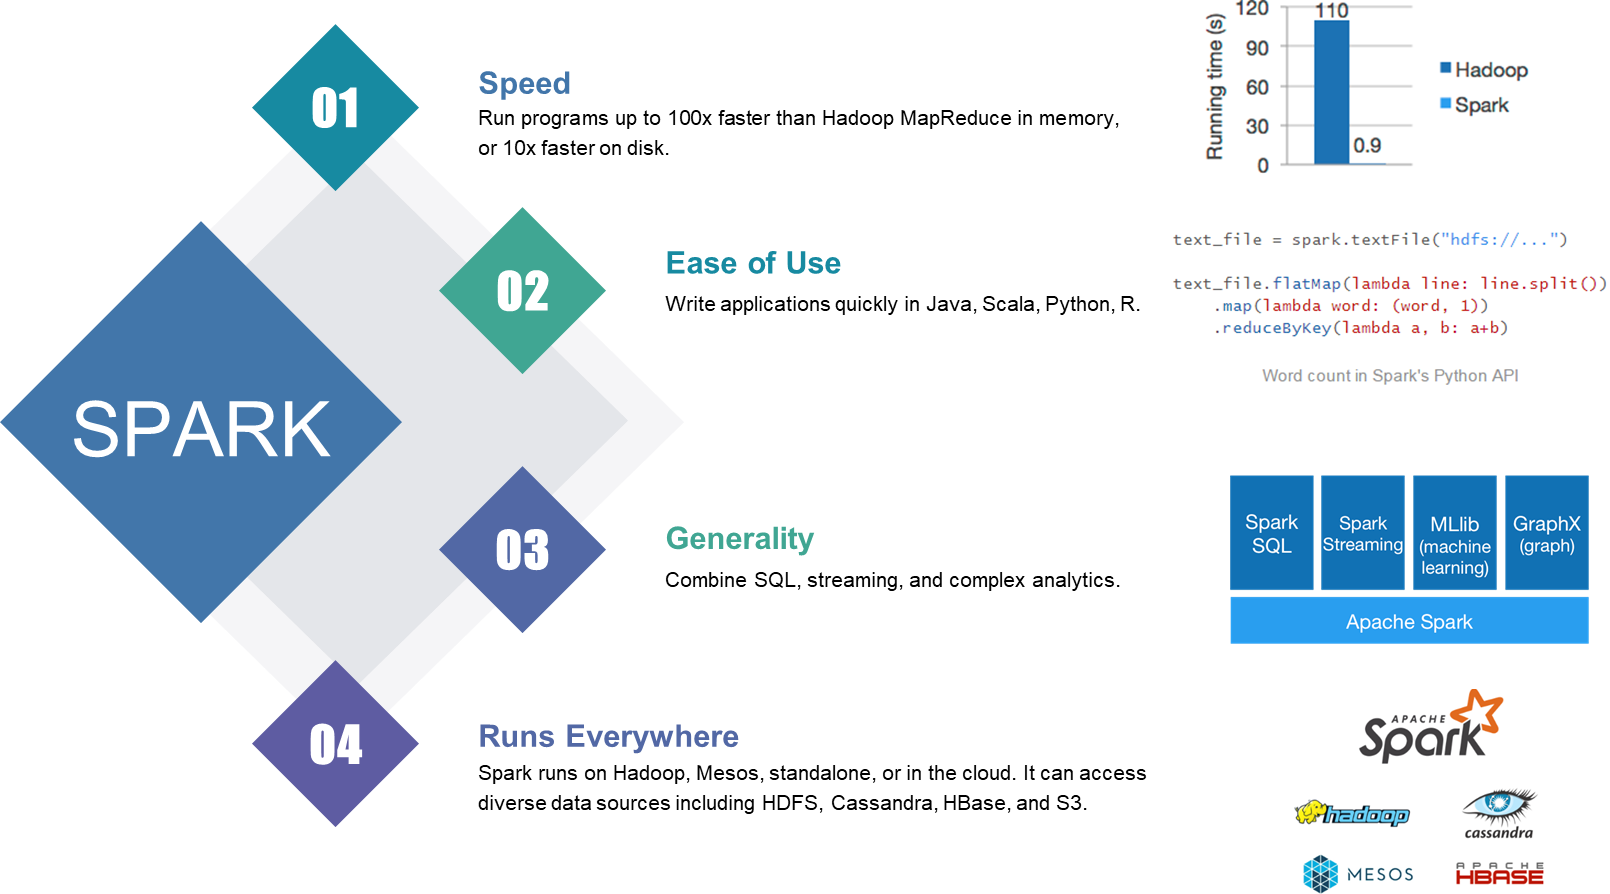 01
Speed
Run programs up to 100x faster than Hadoop MapReduce in memory,
or 10x faster on disk.
120
110
90
60
30
0
0.9
Running time (s)
Hadoop
Spark
SPARK
02
Ease of Use
Write applications quickly in Java, Scala, Python, R.
text_file = spark.textFile("hdfs://...")
text_file.flatMap(lambda line: line.split())
.map(lambda word: (word, 1))
.reduceByKey(lambda a, b: a+b)
Word count in Spark's Python API
03
Generality
Combine SQL, streaming, and complex analytics.
Spark
SQL
Spark
Streaming
MLlib
(machine
learning)
GraphX
(graph)
Apache Spark
04
Runs Everywhere
Spark runs on Hadoop, Mesos, standalone, or in the cloud. It can access
diverse data sources including HDFS, Cassandra, HBase, and S3.
APACHE
Spark
hadoop
cassandra
MESOS
APACHE
HBASE